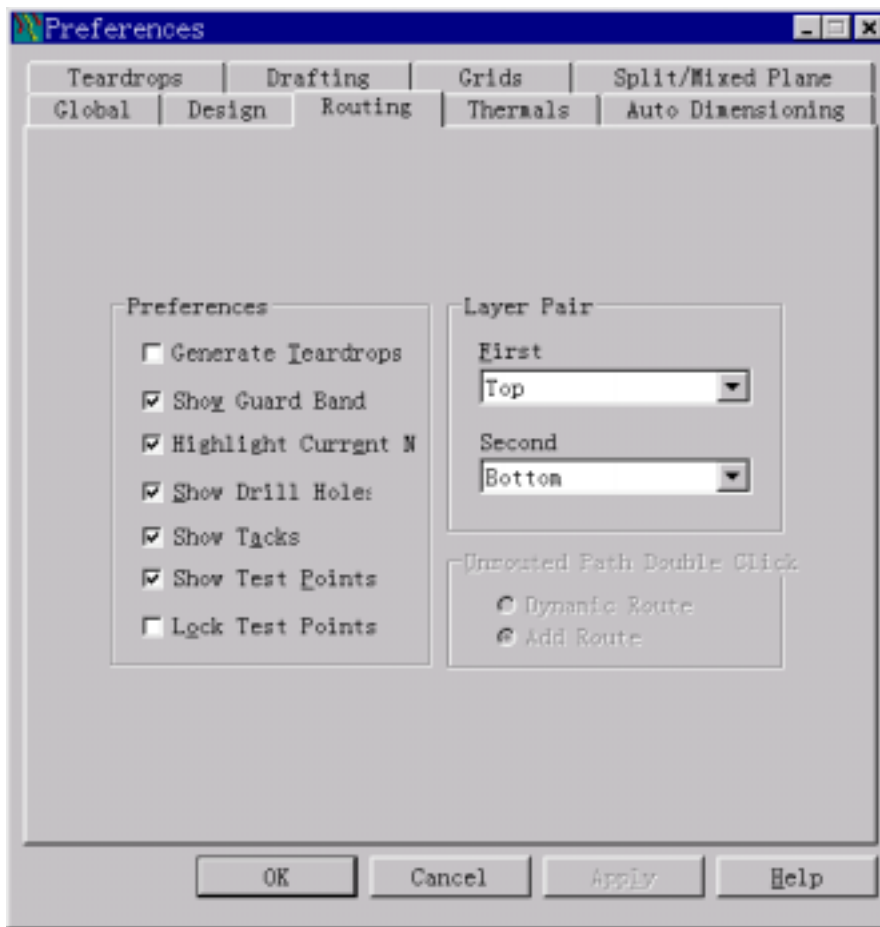 Preferences
Teardrops Drafting Grids Split/Mixed Plane
Global Design Routing Thermals Auto Dimensioning
Preferences
Generate Teardrops
Show Guard Band
Highlight Current N
Show Drill Holes
Show Tacks
Show Test Points
Lock Test Points
Layer Pair
First
Top
Second
Bottom
Unrouted Path Double Click
Dynamic Route
Add Route
OK Cancel Apply Help